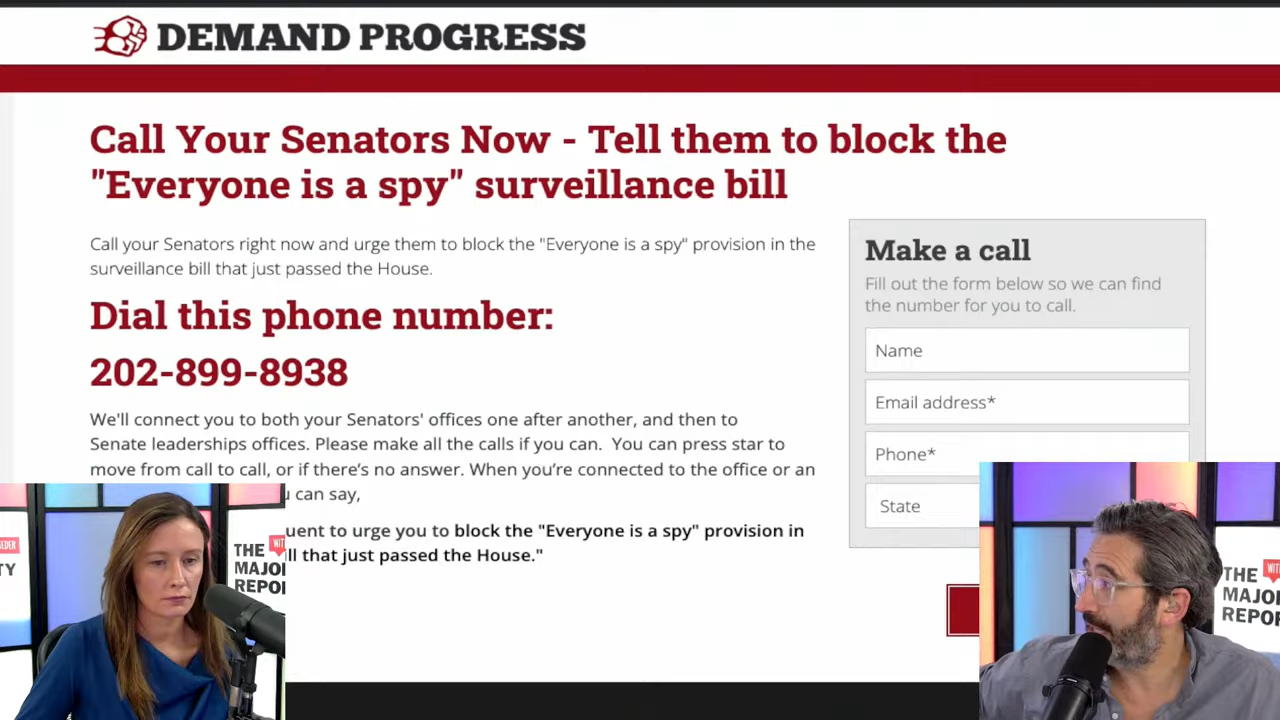 DEMAND PROGRESS
Call Your Senators Now - Tell them to block the
"Everyone is a spy" surveillance bill
Call your Senators right now and urge them to block the "Everyone is a spy" provision in the
surveillance bill that just passed the House.
Dial this phone number:
202-899-8938
We'll connect you to both your Senators' offices one after another, and then to
Senate leaderships offices. Please make all the calls if you can. You can press star to
move from call to call, or if there's no answer. When you're connected to the office or an
can say,
to urge you to block the "Everyone is a spy" provision in
that just passed the House."
Make a call
Fill out the form below so we can find
the number for you to call.
Name
Email address*
Phone*
State
THE
MAJOR
REPOR
THE
MAJO
REPOR